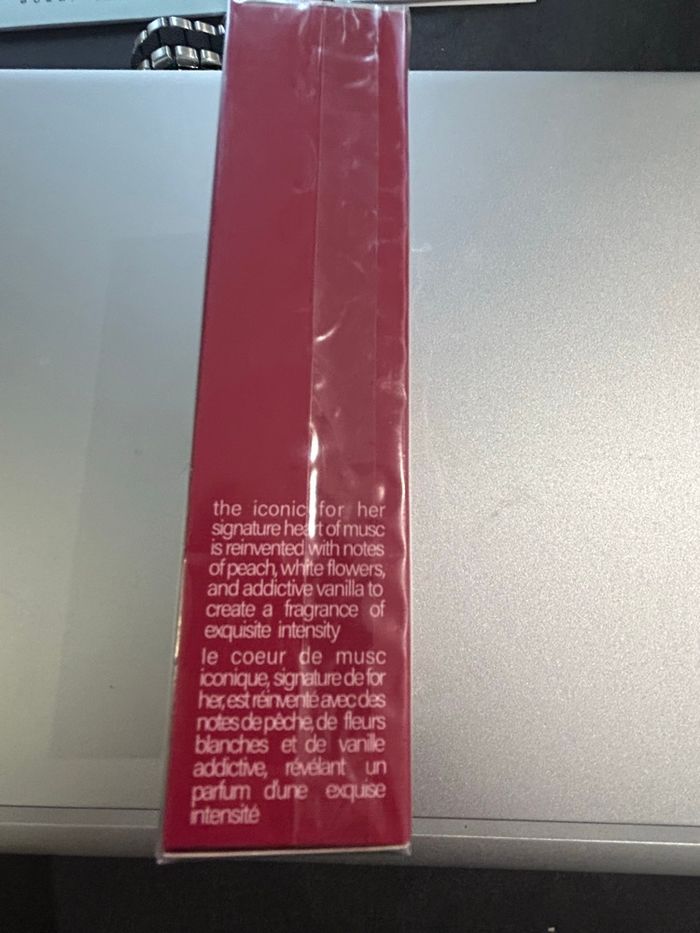 the iconic for her
signature heart of musc
is reinvented with notes
of peach, white flowers,
and addictive vanilla to
create a fragrance of
exquisite intensity
le coeur de musc
iconique, signature de for
her, est réinventé avec des
notes de pêche, de fleurs
blanches et de vanille
addictive, révélant un
parfum d'une exquise
intensité